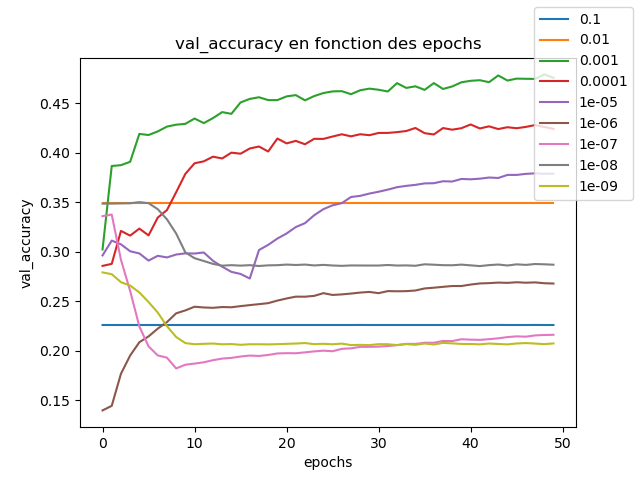 val_accuracy en fonction des epochs
0.1
0.01
0.001
0.0001
1e-05
1e-06
1e-07
1e-08
1e-09
val_accuracy
0.45
0.40
0.35
0.30
0.25
0.20
0.15
0
10
20
30
40
50
epochs